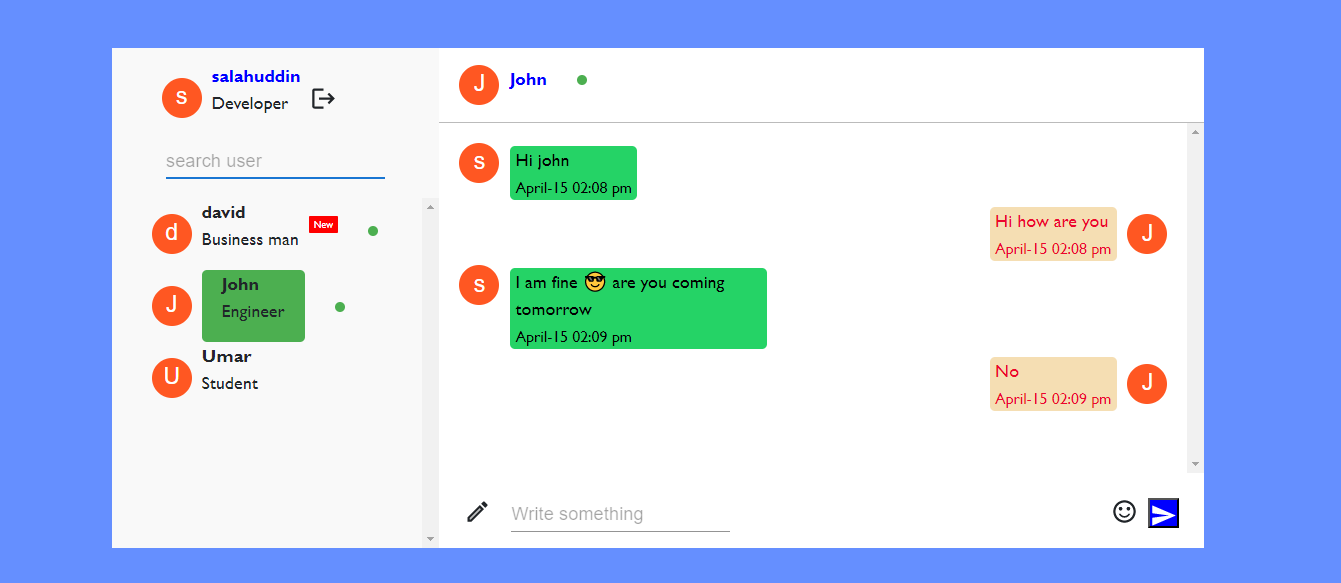 s
salahuddin
Developer
search user
d
david
Business man
New
J
John
Engineer
U
Umar
Student
J
John
s
Hi john
April-15 02:08 pm
Hi how are you
April-15 02:08 pm
J
s
I am fine 😎 are you coming
tomorrow
April-15 02:09 pm
No
April-15 02:09 pm
J
Write something